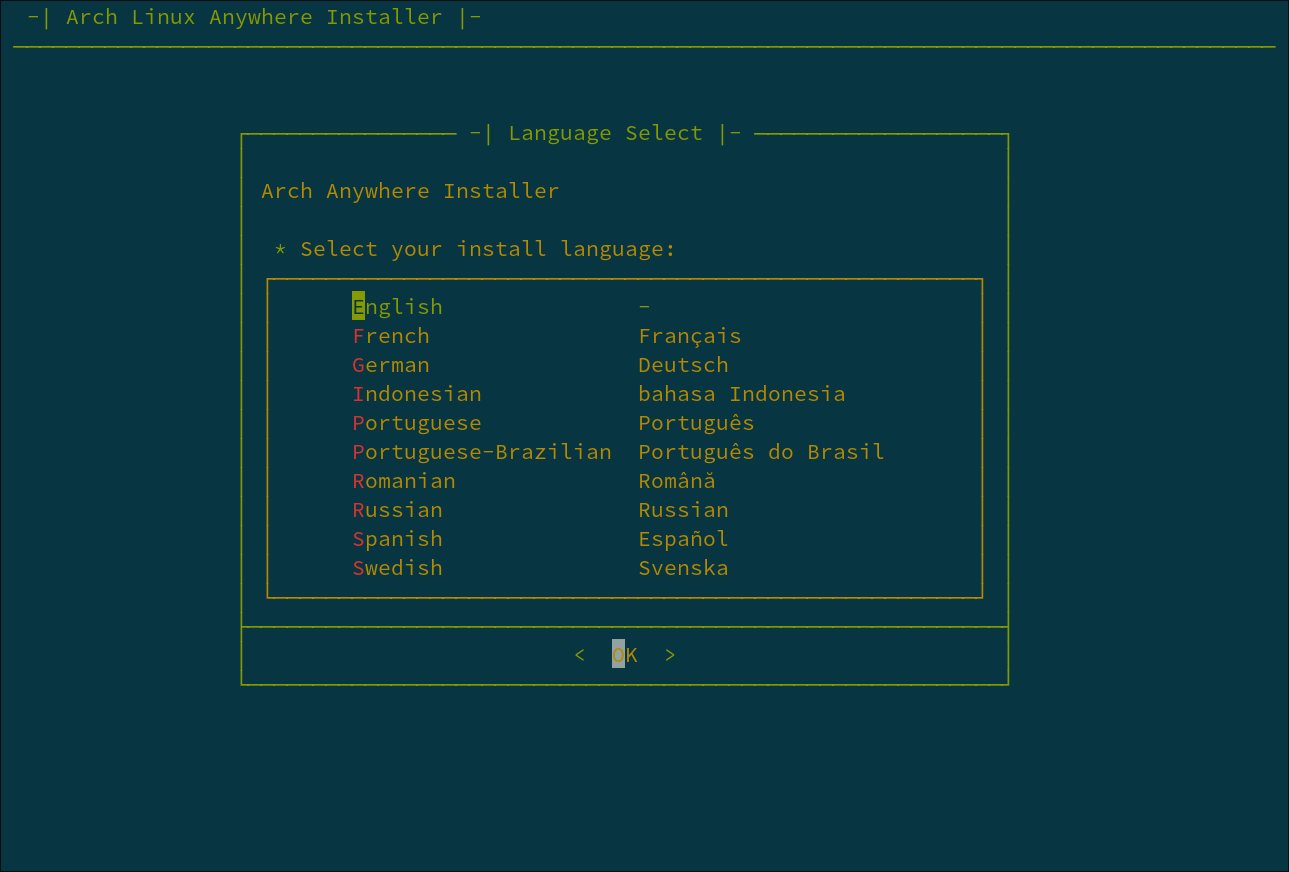 -| Arch Linux Anywhere Installer |-
-| Language Select |-
Arch Anywhere Installer
* Select your install language:
English -
French Français
German Deutsch
Indonesian bahasa Indonesia
Portuguese Português
Portuguese-Brazilian Português do Brasil
Romanian Română
Russian Russian
Spanish Español
Swedish Svenska
< OK >